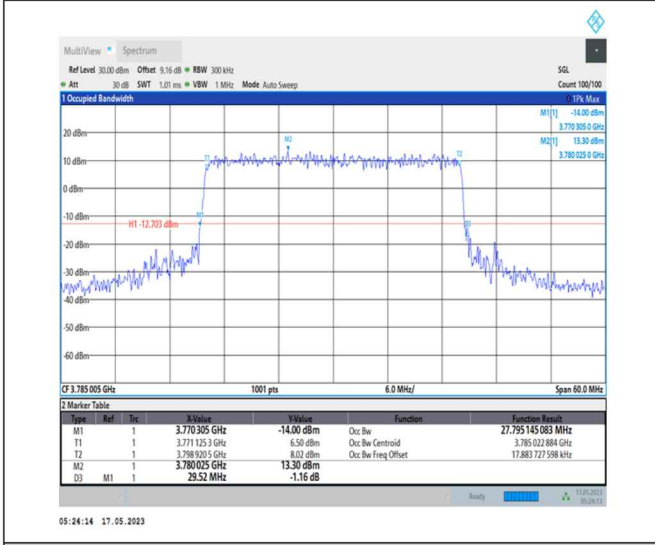 MultiView Spectrum
Ref Level 30.00 dBm Offset 9.16 dB RBW 300 kHz SGL
Att 30 dB SWT 1.01 ms VBW 1 MHz Mode Auto Sweep Count 100/100
1 Occupied Bandwidth 1Pk Max
M1[1] -14.00 dBm
3.770 305 0 GHz
M2[1] 13.30 dBm
3.780 025 0 GHz
20 dBm
M2
T1 T2
10 dBm
0 dBm
-10 dBm
M1
H1 -12.703 dBm
D3
-20 dBm
-30 dBm
-40 dBm
-50 dBm
-60 dBm
CF 3.785 005 GHz 1001 pts 6.0 MHz/ Span 60.0 MHz
2 Marker Table
Type Ref Trc X-Value Y-Value Function Function Result
M1 1 3.770 305 GHz -14.00 dBm Occ Bw 27.795 145 083 MHz
T1 1 3.771 125 3 GHz 6.50 dBm Occ Bw Centroid 3.785 022 884 GHz
T2 1 3.798 920 5 GHz 8.02 dBm Occ Bw Freq Offset 17.883 727 598 kHz
M2 1 3.780 025 GHz 13.30 dBm
D3 M1 1 29.52 MHz -1.16 dB
Ready 17.05.2023
05:24:13
05:24:14 17.05.2023